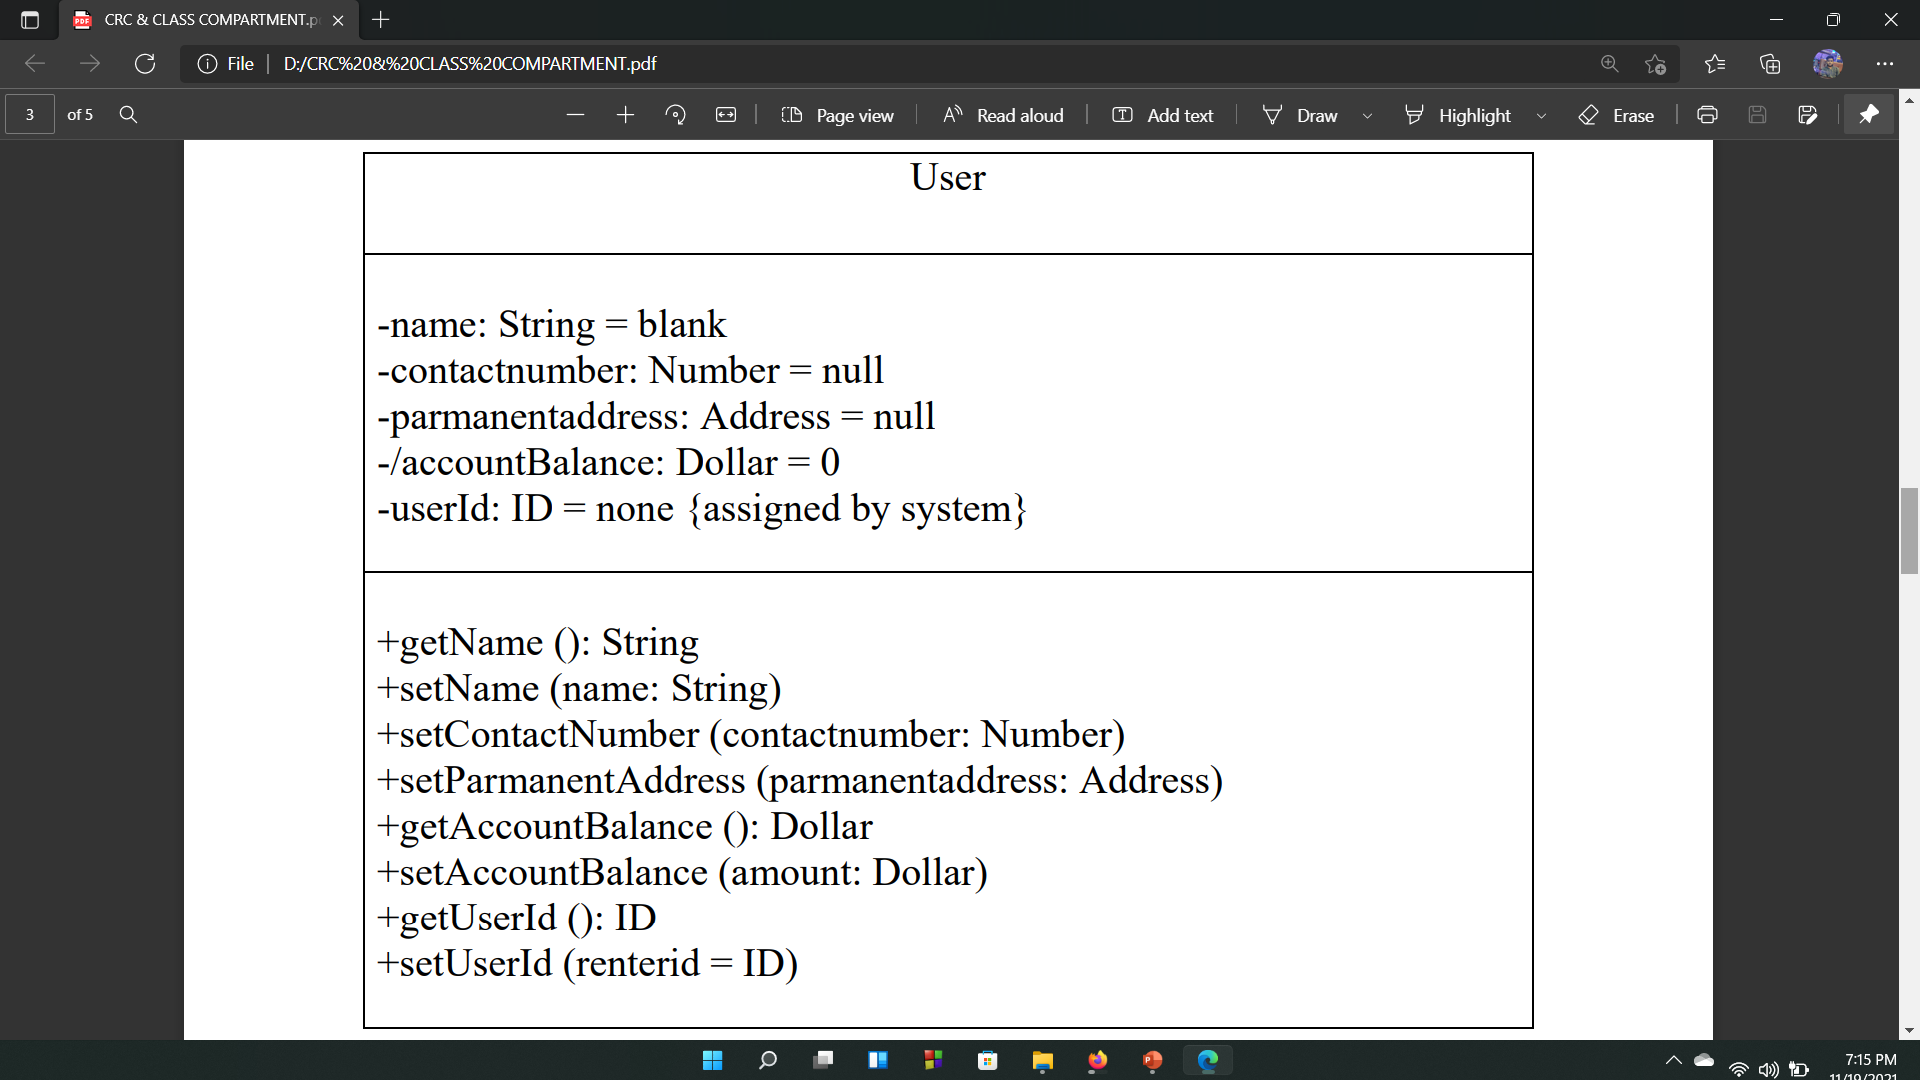 CRC & CLASS COMPARTMENT.p
File
D:/CRC%20&%20CLASS%20COMPARTMENT.pdf
3 of 5
Page view
Read aloud
Add text
Draw
Highlight
Erase
User
-name: String = blank
-contactnumber: Number = null
-parmanentaddress: Address = null
-/accountBalance: Dollar = 0
-userId: ID = none {assigned by system}
+getName (): String
+setName (name: String)
+setContactNumber (contactnumber: Number)
+setParmanentAddress (parmanentaddress: Address)
+getAccountBalance (): Dollar
+setAccountBalance (amount: Dollar)
+getUserId (): ID
+setUserId (renterid = ID)
7:15 PM
11/19/2021